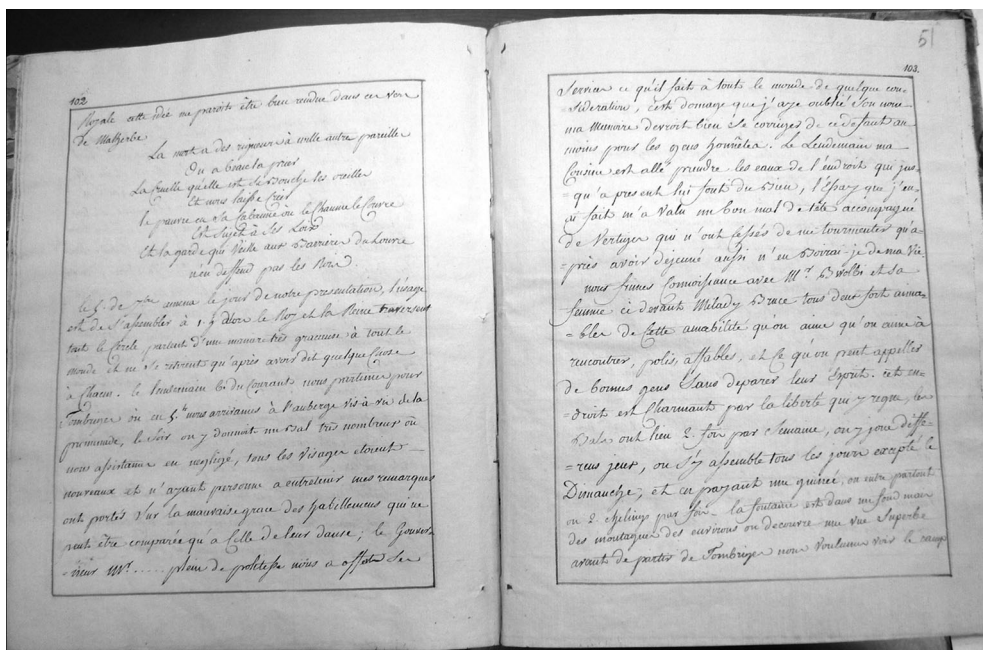 102
Royale cette idée me paroit être bien rendue dans ces vers
de Malherbe
La mort a des rigueurs à nulle autre pareille
On a beau la prier
La cruelle qu'elle est se Bouche les oreilles
Et nous laisse crier
le pauvre en sa Cabanne où le Chaume le Couvre
Est Sujet à Ses Loix
Et la garde qui Veille aux Barrieres du Louvre
n'en deffend pas les Rois.
le 5. de amena le jour de notre presentation, l'usage
est de s'assembler à 1. alors le Roy et la Reine traversent
tout le Cercle parlant d'une maniere très gracieuse à tout le
monde et ne se retirent qu'après avoir dit quelque Chose
à Chacun. le lendemain 6. du Courant nous partimes pour
Tombrige où en 5. h nous arrivames à l'auberge vis-à-vis de la
promenade, le soir on y donnoit un Bal très nombreux où
nous assistames en negligé, tous les Visages etoient
nouveaux et n'ayant personne a entretenir mes remarques
ont portés Sur la mauvaise grace des habillemens qui ne
peut être comparée qu'a Celle de leur danse; le Gouver
=neur Mr. .... plein de politesse nous a offert Ses
51
103.
Services ce qu'il fait à tout le monde de quelque con=
=sideration, c'est domage que j'aye oublié Son nom
ma Memoire devroit bien se corriger de ce defaut au
moins pour les gens honnêtes. Le Lendemain ma
Cousine est allé prendre les eaux de l'endroit qui jus=
=qu'a present lui font du Bien, l'Essay que j'en
ai fait m'a Valu un bon mal de tête accompagné
de Vertiges qui n'ont cessés de me tourmenter qu'a=
=près avoir dejeuné aussi n'en Boirai-je de ma Vie
nous fimes Connoissance avec Mr. et sa
femme ci devant Milady Bruce tous deux fort aima=
=bles de Cette amabilité qu'on aime qu'on aime à
rencontrer, polis, affables, et Ce qu'on peut appeller
de bonnes gens Sans deparer leur Esprit. cet en=
=droit est Charmant par la liberté qui y regne, les
Bals ont lieu 2. fois par Semaine, on y joue diffe=
=rens jeux, on s'y assemble tous les jours excepté le
Dimanche; et en payant une guinée, on entre partout
ou 2. chelings par fois. la fontaine est dans un fond mais
des montagnes des environs on decouvre une vue Superbe
avant de partir de Tombrige nous Voulumes voir le camp